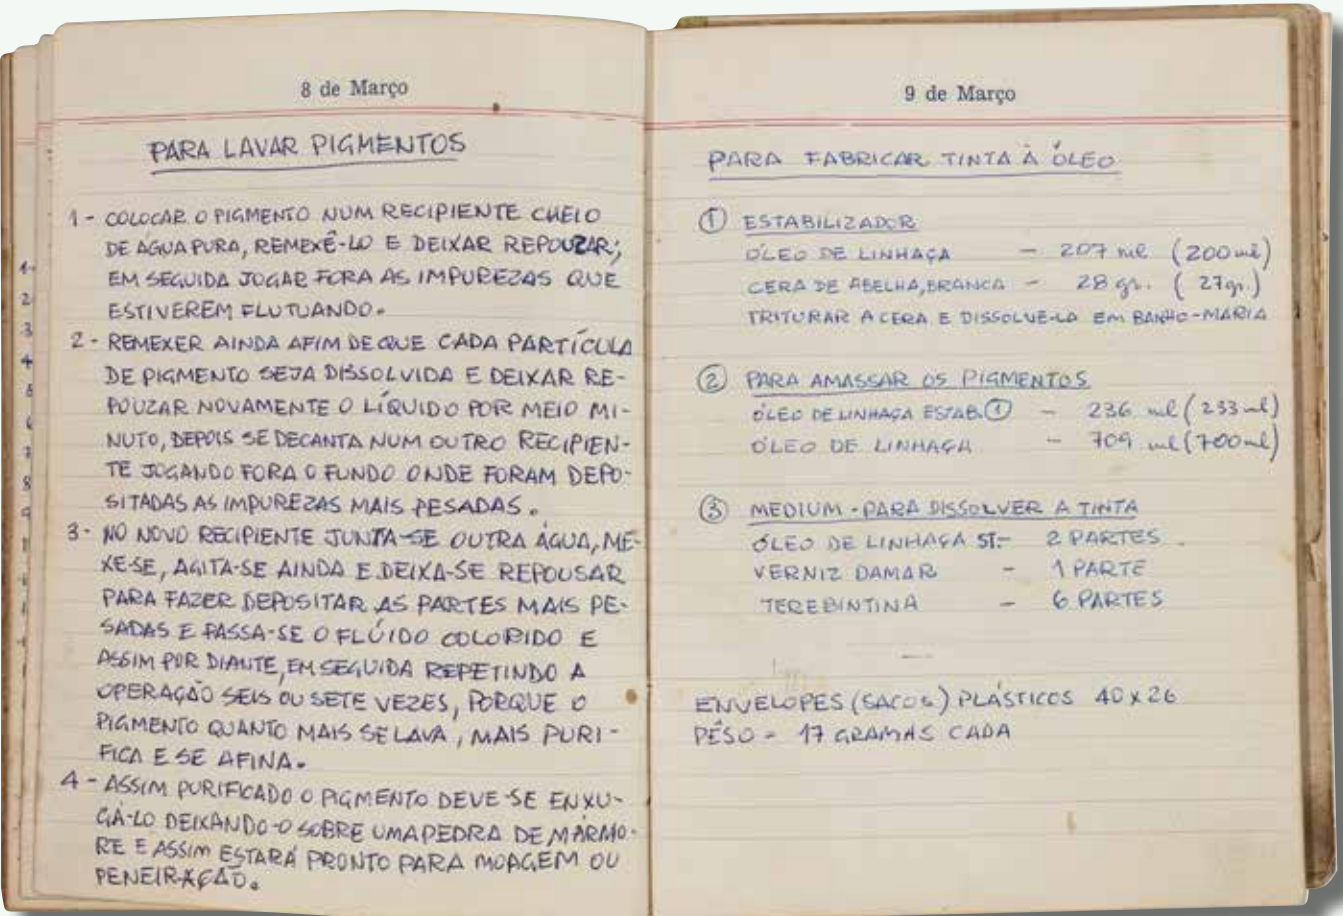 8 de Março
PARA LAVAR PIGMENTOS
1 - COLOCAR O PIGMENTO NUM RECIPIENTE CHEIO
DE ÁGUA PURA, REMEXÊ-LO E DEIXAR REPOUZAR;
EM SEGUIDA JOGAR FORA AS IMPUREZAS QUE
ESTIVEREM FLUTUANDO.
2 - REMEXER AINDA AFIM DE QUE CADA PARTÍCULA
DE PIGMENTO SEJA DISSOLVIDA E DEIXAR RE-
POUZAR NOVAMENTE O LÍQUIDO POR MEIO MI-
NUTO, DEPOIS SE DECANTA NUM OUTRO RECIPIEN-
TE JOGANDO FORA O FUNDO ONDE FORAM DEPO-
SITADAS AS IMPUREZAS MAIS PESADAS.
3 - NO NOVO RECIPIENTE JUNTA-SE OUTRA ÁGUA, ME-
XE-SE, AGITA-SE AINDA E DEIXA-SE REPOUSAR
PARA FAZER DEPOSITAR AS PARTES MAIS PE-
SADAS E PASSA-SE O FLÚIDO COLORIDO E
ASSIM POR DIANTE, EM SEGUIDA REPETINDO A
OPERAÇÃO SEIS OU SETE VEZES, PORQUE O
PIGMENTO QUANTO MAIS SE LAVA, MAIS PURI-
FICA E SE AFINA.
4 - ASSIM PURIFICADO O PIGMENTO DEVE-SE ENXU-
GÁ-LO DEIXANDO-O SOBRE UMA PEDRA DE MÁRMO-
RE E ASSIM ESTARÁ PRONTO PARA MOAGEM OU
PENEIRAÇÃO.
9 de Março
PARA FABRICAR TINTA À ÓLEO
① ESTABILIZADOR
ÓLEO DE LINHAÇA - 207 ml (200 ml)
CERA DE ABELHA, BRANCA - 28 gr. (27 gr.)
TRITURAR A CERA E DISSOLVE-LA EM BANHO-MARIA
② PARA AMASSAR OS PIGMENTOS
ÓLEO DE LINHAÇA ESTAB. ① - 236 ml (233 ml)
ÓLEO DE LINHAÇA - 709 ml (700 ml)
③ MEDIUM - PARA DISSOLVER A TINTA
ÓLEO DE LINHAÇA ST. - 2 PARTES
VERNIZ DAMAR - 1 PARTE
TEREBINTINA - 6 PARTES
ENVELOPES (SACOS) PLÁSTICOS 40 x 26
PÊSO = 17 GRAMAS CADA